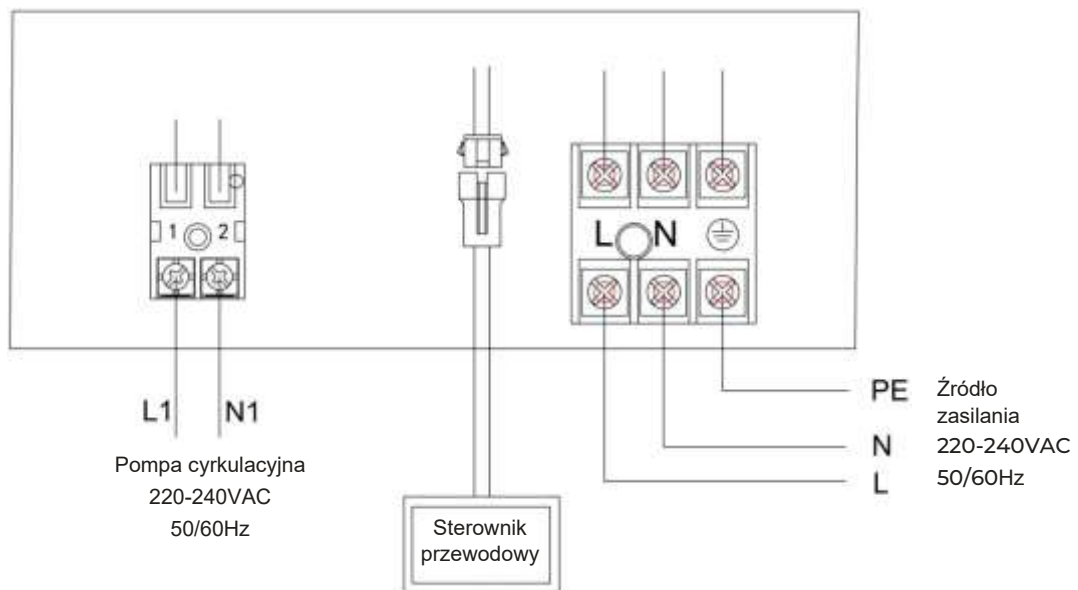 1 2
L N
L1 N1
Pompa cyrkulacyjna
220-240VAC
50/60Hz
Sterownik
przewodowy
PE Źródło
zasilania
N 220-240VAC
L 50/60Hz